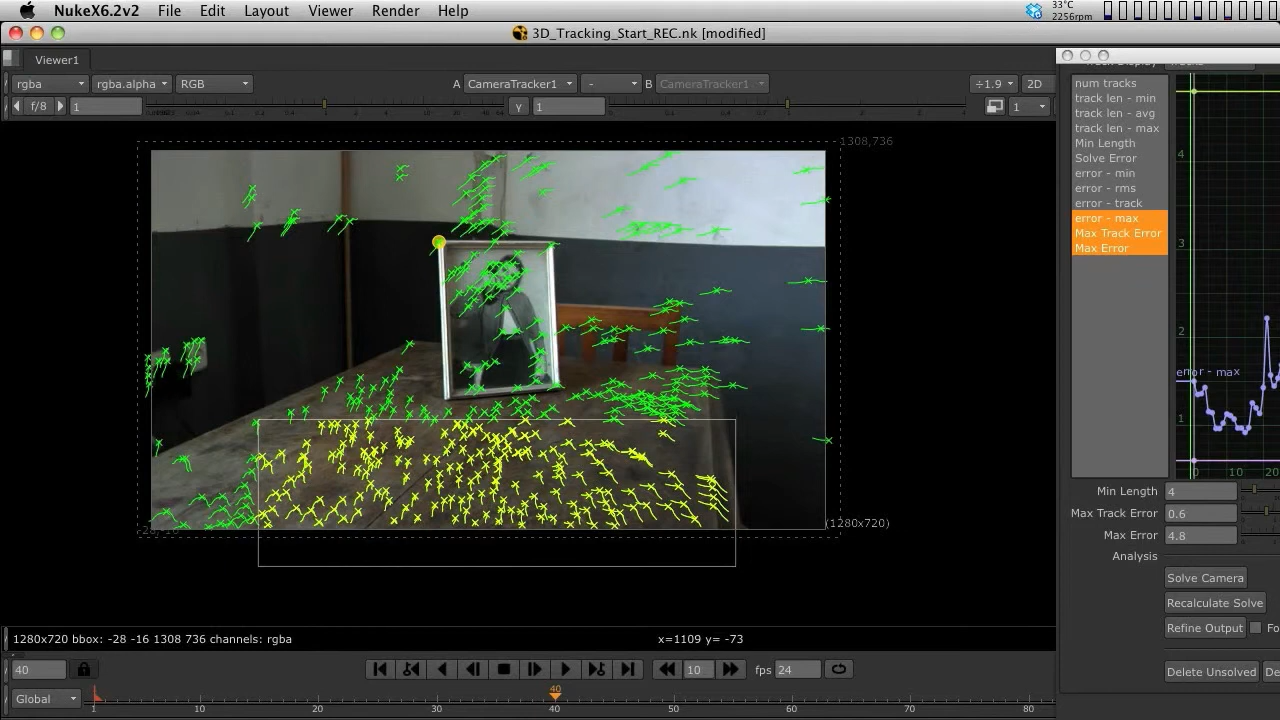 NukeX6.2v2 File Edit Layout Viewer Render Help
33°C
2256rpm
3D_Tracking_Start_REC.nk [modified]
Viewer1
rgba rgba.alpha RGB A CameraTracker1 - B CameraTracker1 ÷1.9 2D
f/8 1 Y 1 1
1308,736
(1280x720)
-28,-16
1280x720 bbox: -28 -16 1308 736 channels: rgba x=1109 y= -73
40 10 fps 24
Global 1 10 20 30 40 40 50 60 70 80
num tracks
track len - min
track len - avg
track len - max
Min Length
Solve Error
error - min
error - rms
error - track
error - max
Max Track Error
Max Error
4
3
2
error - max
1
0 10 20
Min Length 4
Max Track Error 0.6
Max Error 4.8
Analysis
Solve Camera
Recalculate Solve
Refine Output Fo
Delete Unsolved De